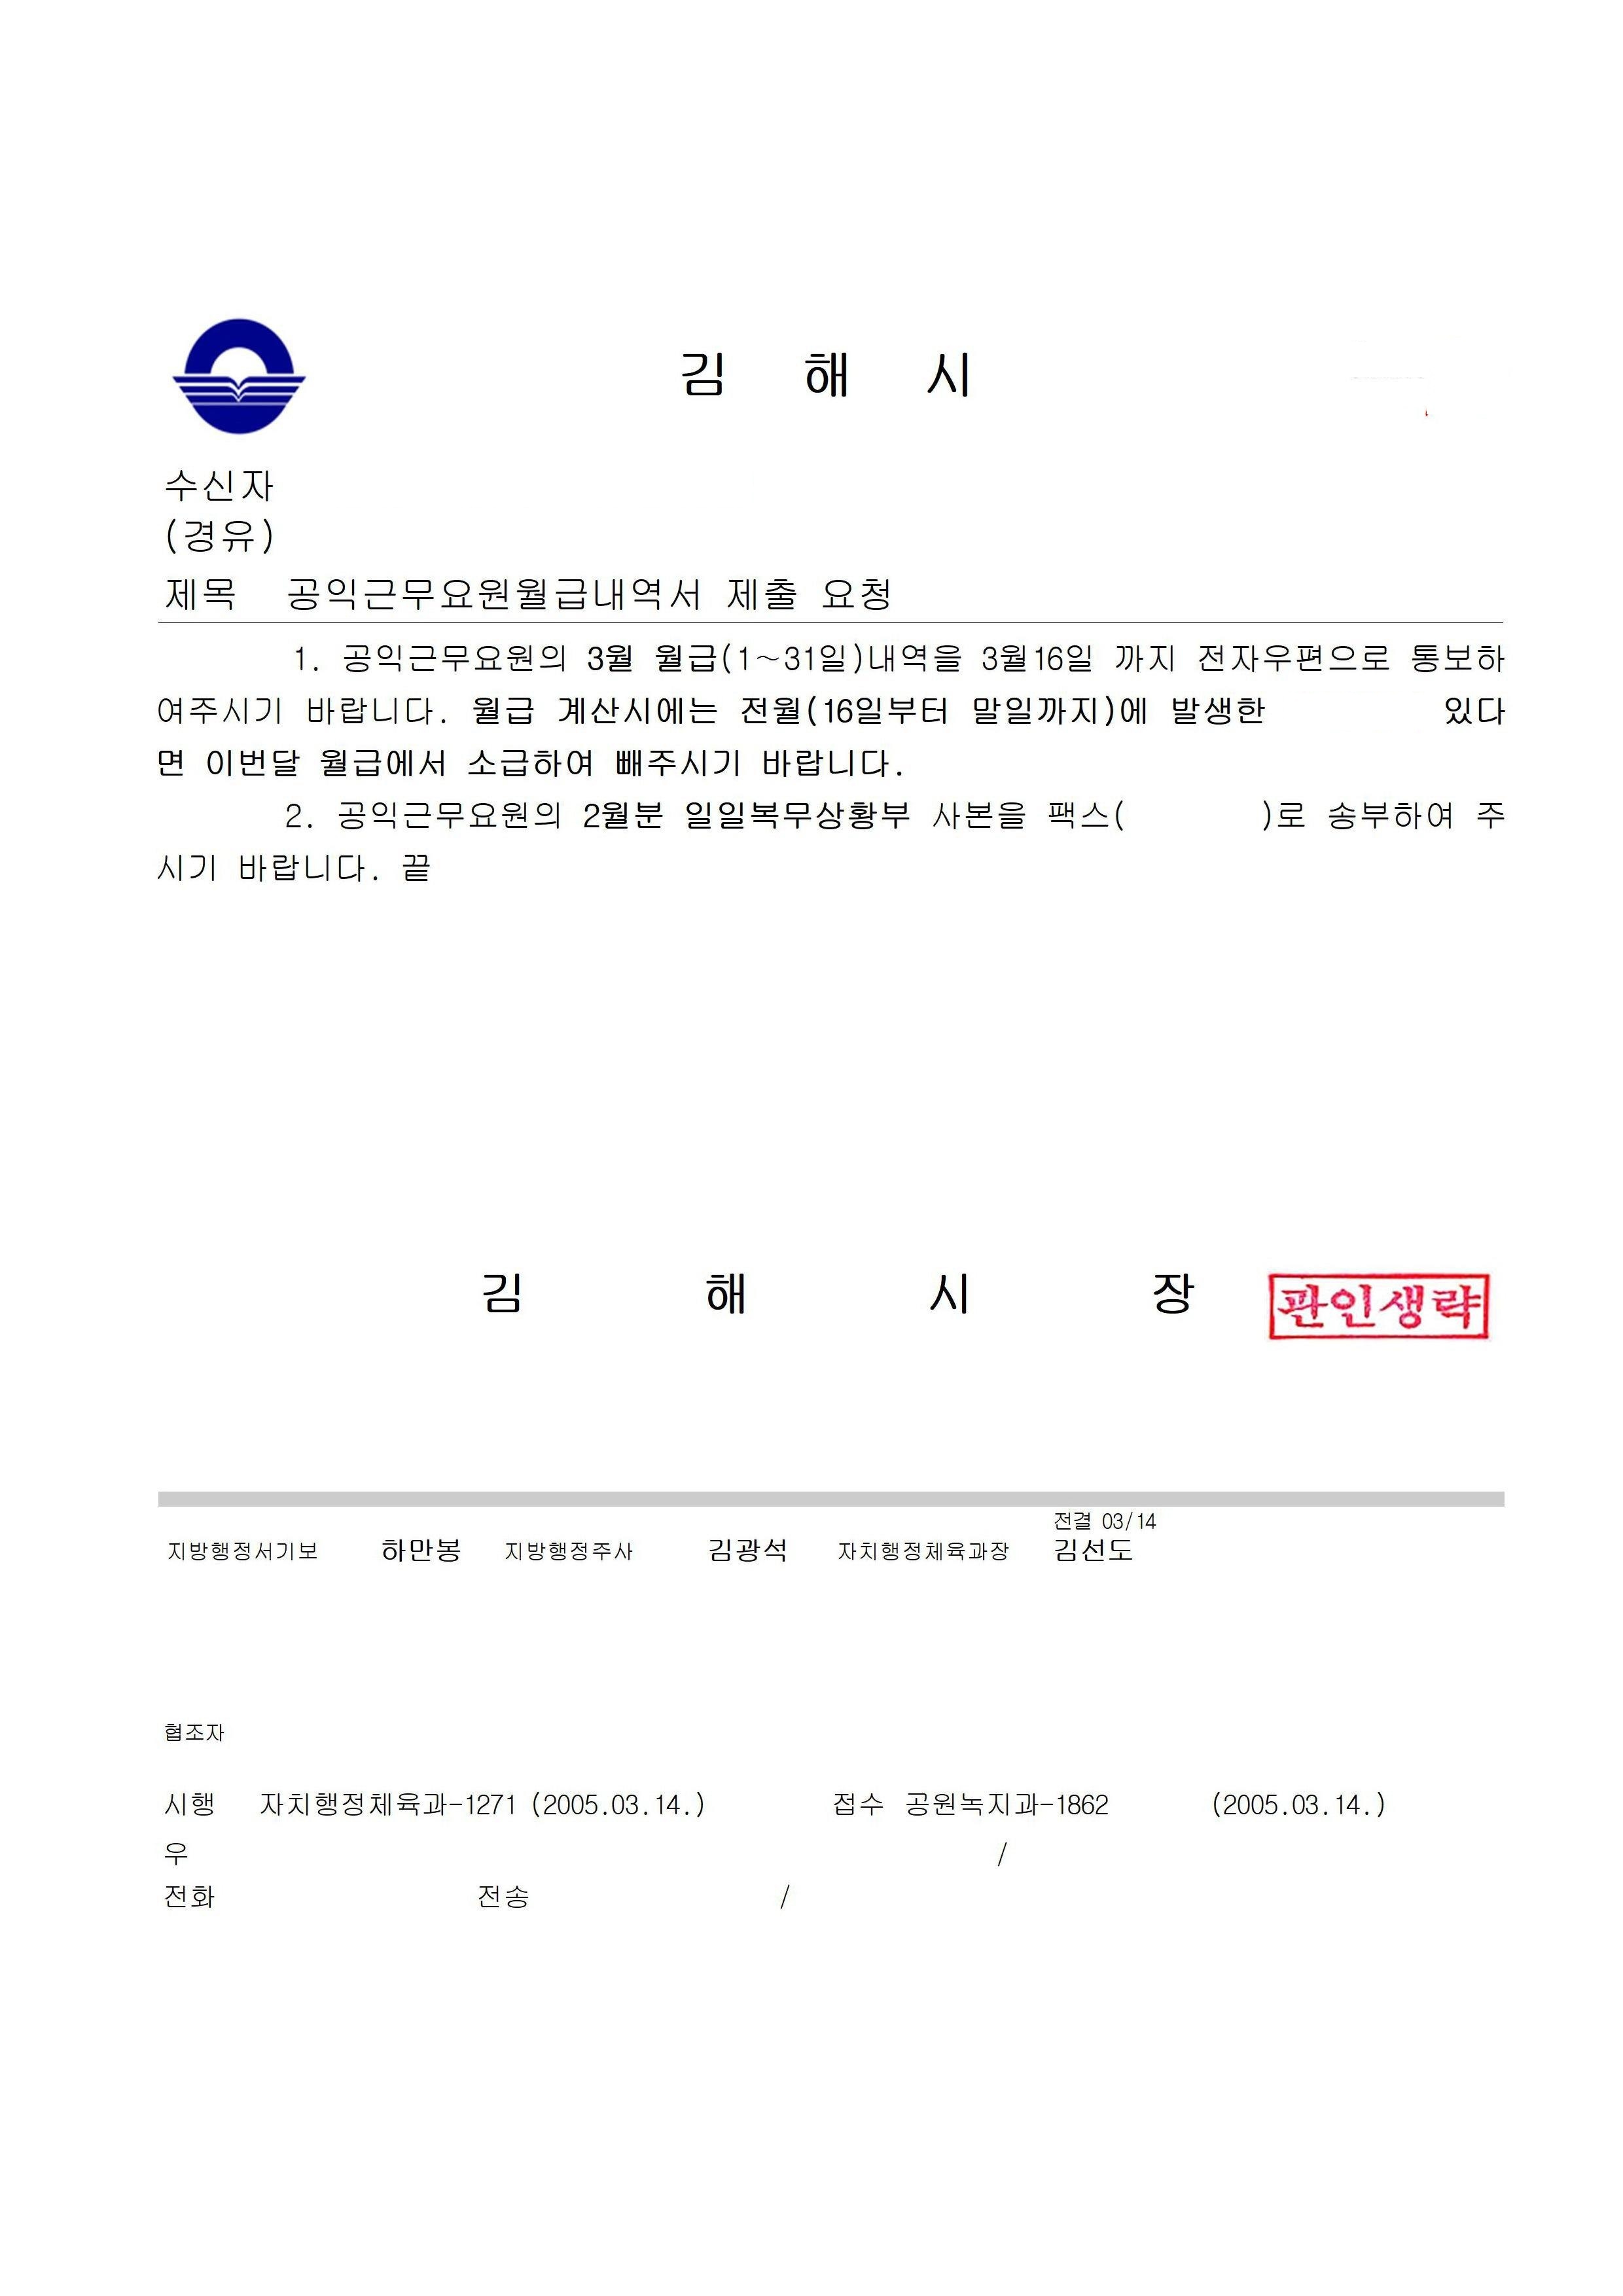 김 해 시
수신자
(경유)
제목 공익근무요원월급내역서 제출 요청
1. 공익근무요원의 3월 월급(1~31일)내역을 3월16일 까지 전자우편으로 통보하
여주시기 바랍니다. 월급 계산시에는 전월(16일부터 말일까지)에 발생한 있다
면 이번달 월급에서 소급하여 빼주시기 바랍니다.
2. 공익근무요원의 2월분 일일복무상황부 사본을 팩스( )로 송부하여 주
시기 바랍니다. 끝
김 해 시 장 관인생략
전결 03/14
지방행정서기보 하만봉 지방행정주사 김광석 자치행정체육과장 김선도
협조자
시행 자치행정체육과-1271 (2005.03.14.) 접수 공원녹지과-1862 (2005.03.14.)
우 /
전화 전송 /